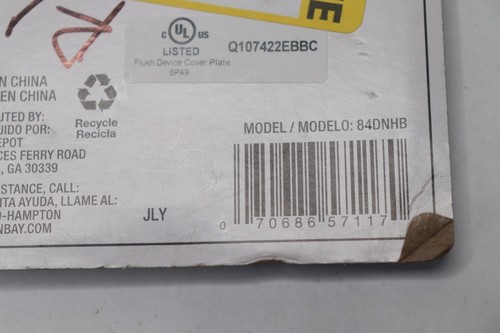 E
c UL us
LISTED
Q107422EBBC
Flush Device Cover Plate
8P49
N CHINA
EN CHINA
UTED BY:
UIDO POR:
EPOT
CES FERRY ROAD
, GA 30339
Recycle
Recicla
STANCE, CALL:
ITA AYUDA, LLAME AL:
-HAMPTON
NBAY.COM
JLY
MODEL / MODELO: 84DNHB
0 70686 57117